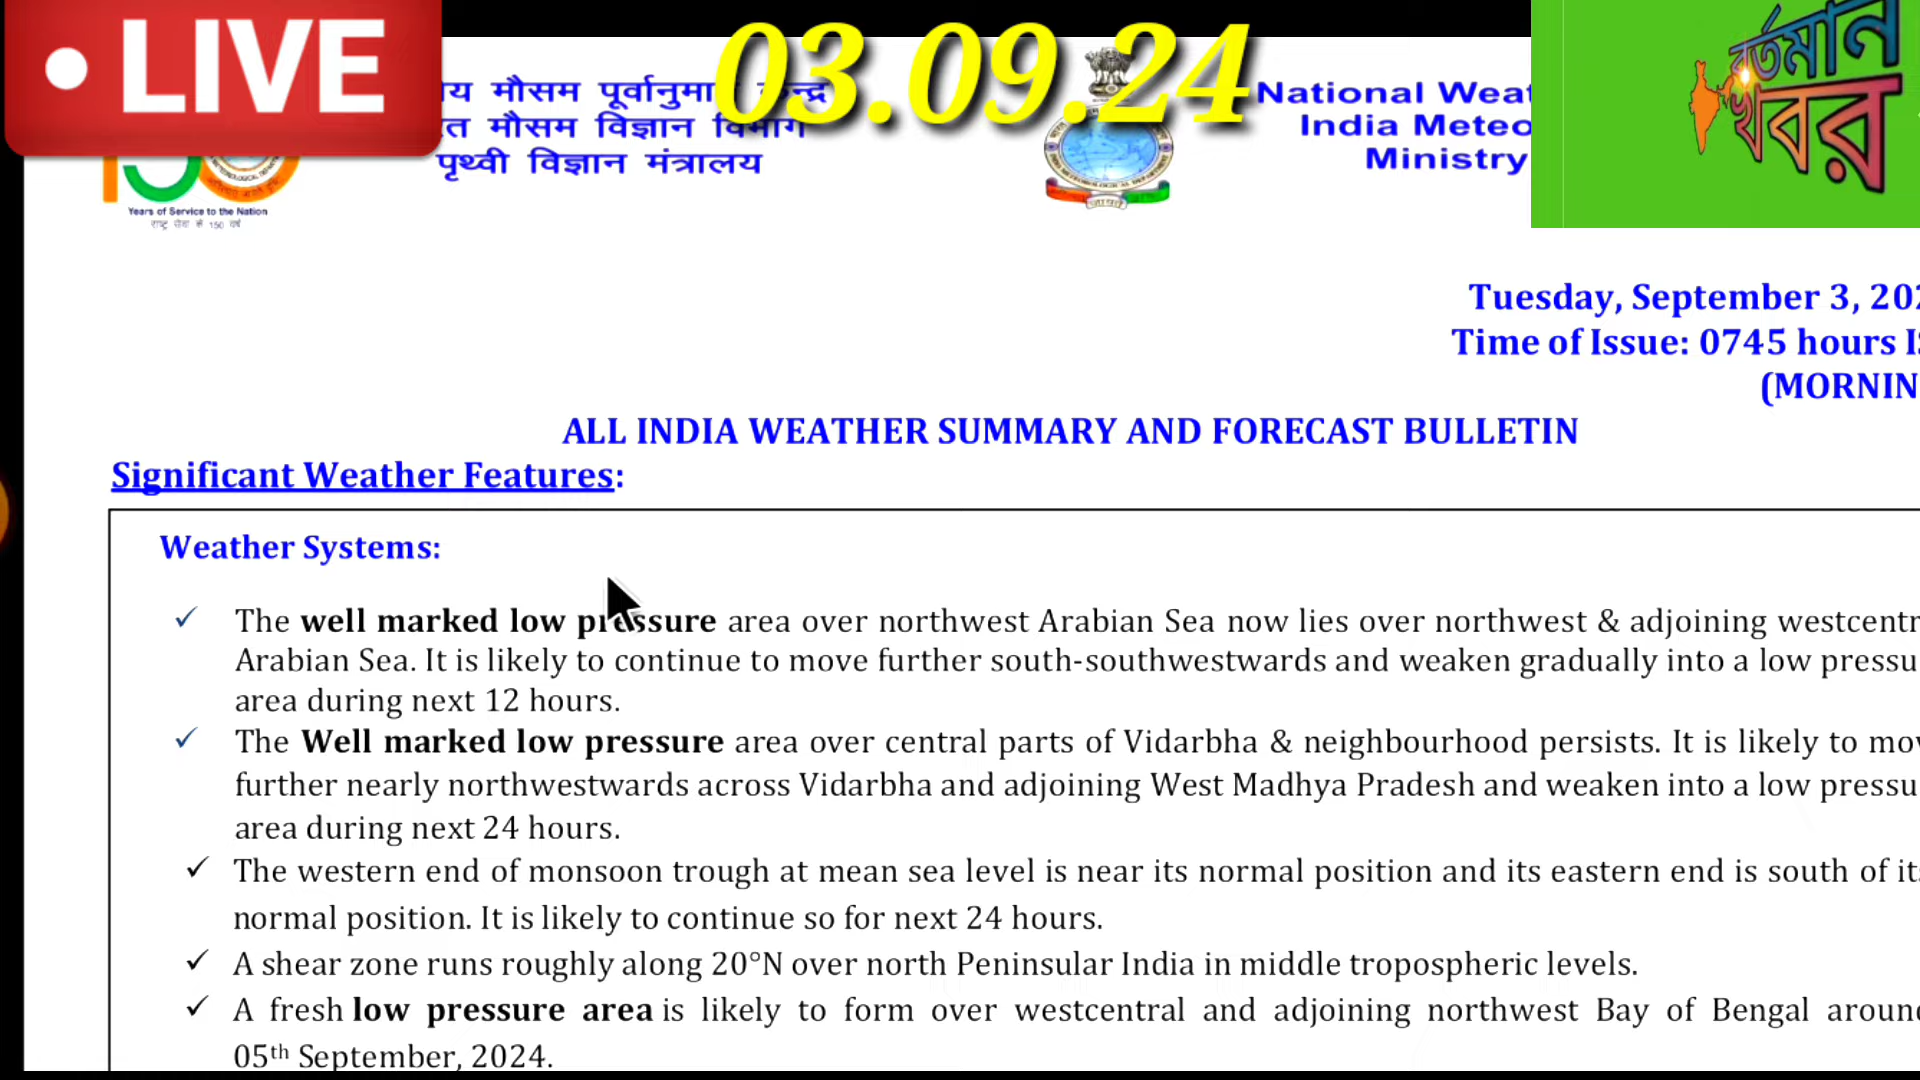 LIVE
03.09.24
বর্তমান
খবর
मौसम पूर्वानुमान
National
मौसम विज्ञान विभाग
India
पृथ्वी विज्ञान मंत्रालय
Ministry
Years of Service to the Nation
राष्ट्र सेवा के 150 वर्ष
Tuesday, September 3,
Time of Issue: 0745 hours
ALL INDIA WEATHER SUMMARY AND FORECAST BULLETIN
Significant Weather Features:
Weather Systems:
✓ The well marked low pressure area over northwest Arabian Sea now lies over northwest & adjoining westcentr
Arabian Sea. It is likely to continue to move further south-southwestwards and weaken gradually into a low pressu
area during next 12 hours.
✓ The Well marked low pressure area over central parts of Vidarbha & neighbourhood persists. It is likely to mov
further nearly northwestwards across Vidarbha and adjoining West Madhya Pradesh and weaken into a low pressu
area during next 24 hours.
✓ The western end of monsoon trough at mean sea level is near its normal position and its eastern end is south of its
normal position. It is likely to continue so for next 24 hours.
✓ A shear zone runs roughly along 20°N over north Peninsular India in middle tropospheric levels.
✓ A fresh low pressure area is likely to form over westcentral and adjoining northwest Bay of Bengal around
05th September, 2024.